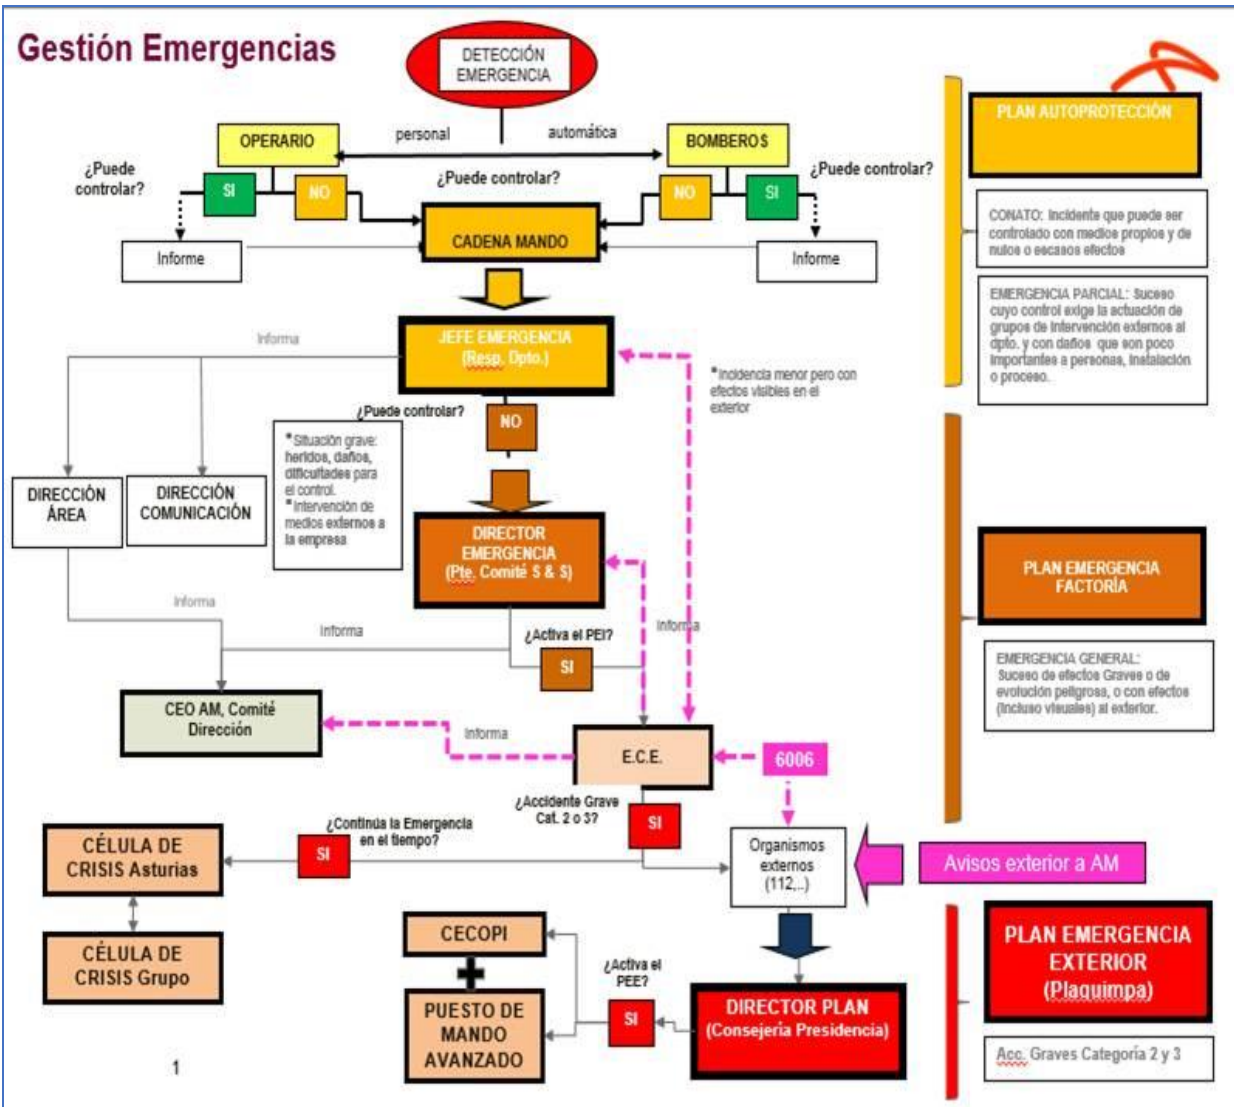 Gestión Emergencias
DETECCIÓN
EMERGENCIA
personal
automática
OPERARIO
BOMBEROS
¿Puede
controlar?
¿Puede controlar?
¿Puede
controlar?
SI
NO
NO
SI
Informe
CADENA MANDO
Informe
JEFE EMERGENCIA
(Resp. Dpto.)
Informa
*Incidencia menor pero con
efectos visibles en el
exterior
¿Puede controlar?
NO
*Situación grave:
heridos, daños,
dificultades para
el control.
*Intervención de
medios externos a
la empresa
DIRECCIÓN
ÁREA
DIRECCIÓN
COMUNICACIÓN
DIRECTOR
EMERGENCIA
(Pte. Comité S & S)
Informa
Informa
¿Activa el PEI?
Informa
SI
CEO AM, Comité
Dirección
Informa
E.C.E.
6006
¿Accidente Grave
Cat. 2 o 3?
SI
¿Continúa la Emergencia
en el tiempo?
SI
CÉLULA DE
CRISIS Asturias
Organismos
externos
(112,..)
Avisos exterior a AM
CÉLULA DE
CRISIS Grupo
CECOPI
¿Activa el
PEE?
SI
PUESTO DE
MANDO
AVANZADO
DIRECTOR PLAN
(Consejería Presidencia)
1
PLAN AUTOPROTECCIÓN
CONATO: Incidente que puede ser
controlado con medios propios y de
nulos o escasos efectos
EMERGENCIA PARCIAL: Suceso
cuyo control exige la actuación de
grupos de intervención externos al
dpto. y con daños que son poco
importantes a personas, instalación
o proceso.
PLAN EMERGENCIA
FACTORÍA
EMERGENCIA GENERAL:
Suceso de efectos Graves o de
evolución peligrosa, o con efectos
(incluso visuales) al exterior.
PLAN EMERGENCIA
EXTERIOR
(Plaquimpa)
Acc. Graves Categoría 2 y 3